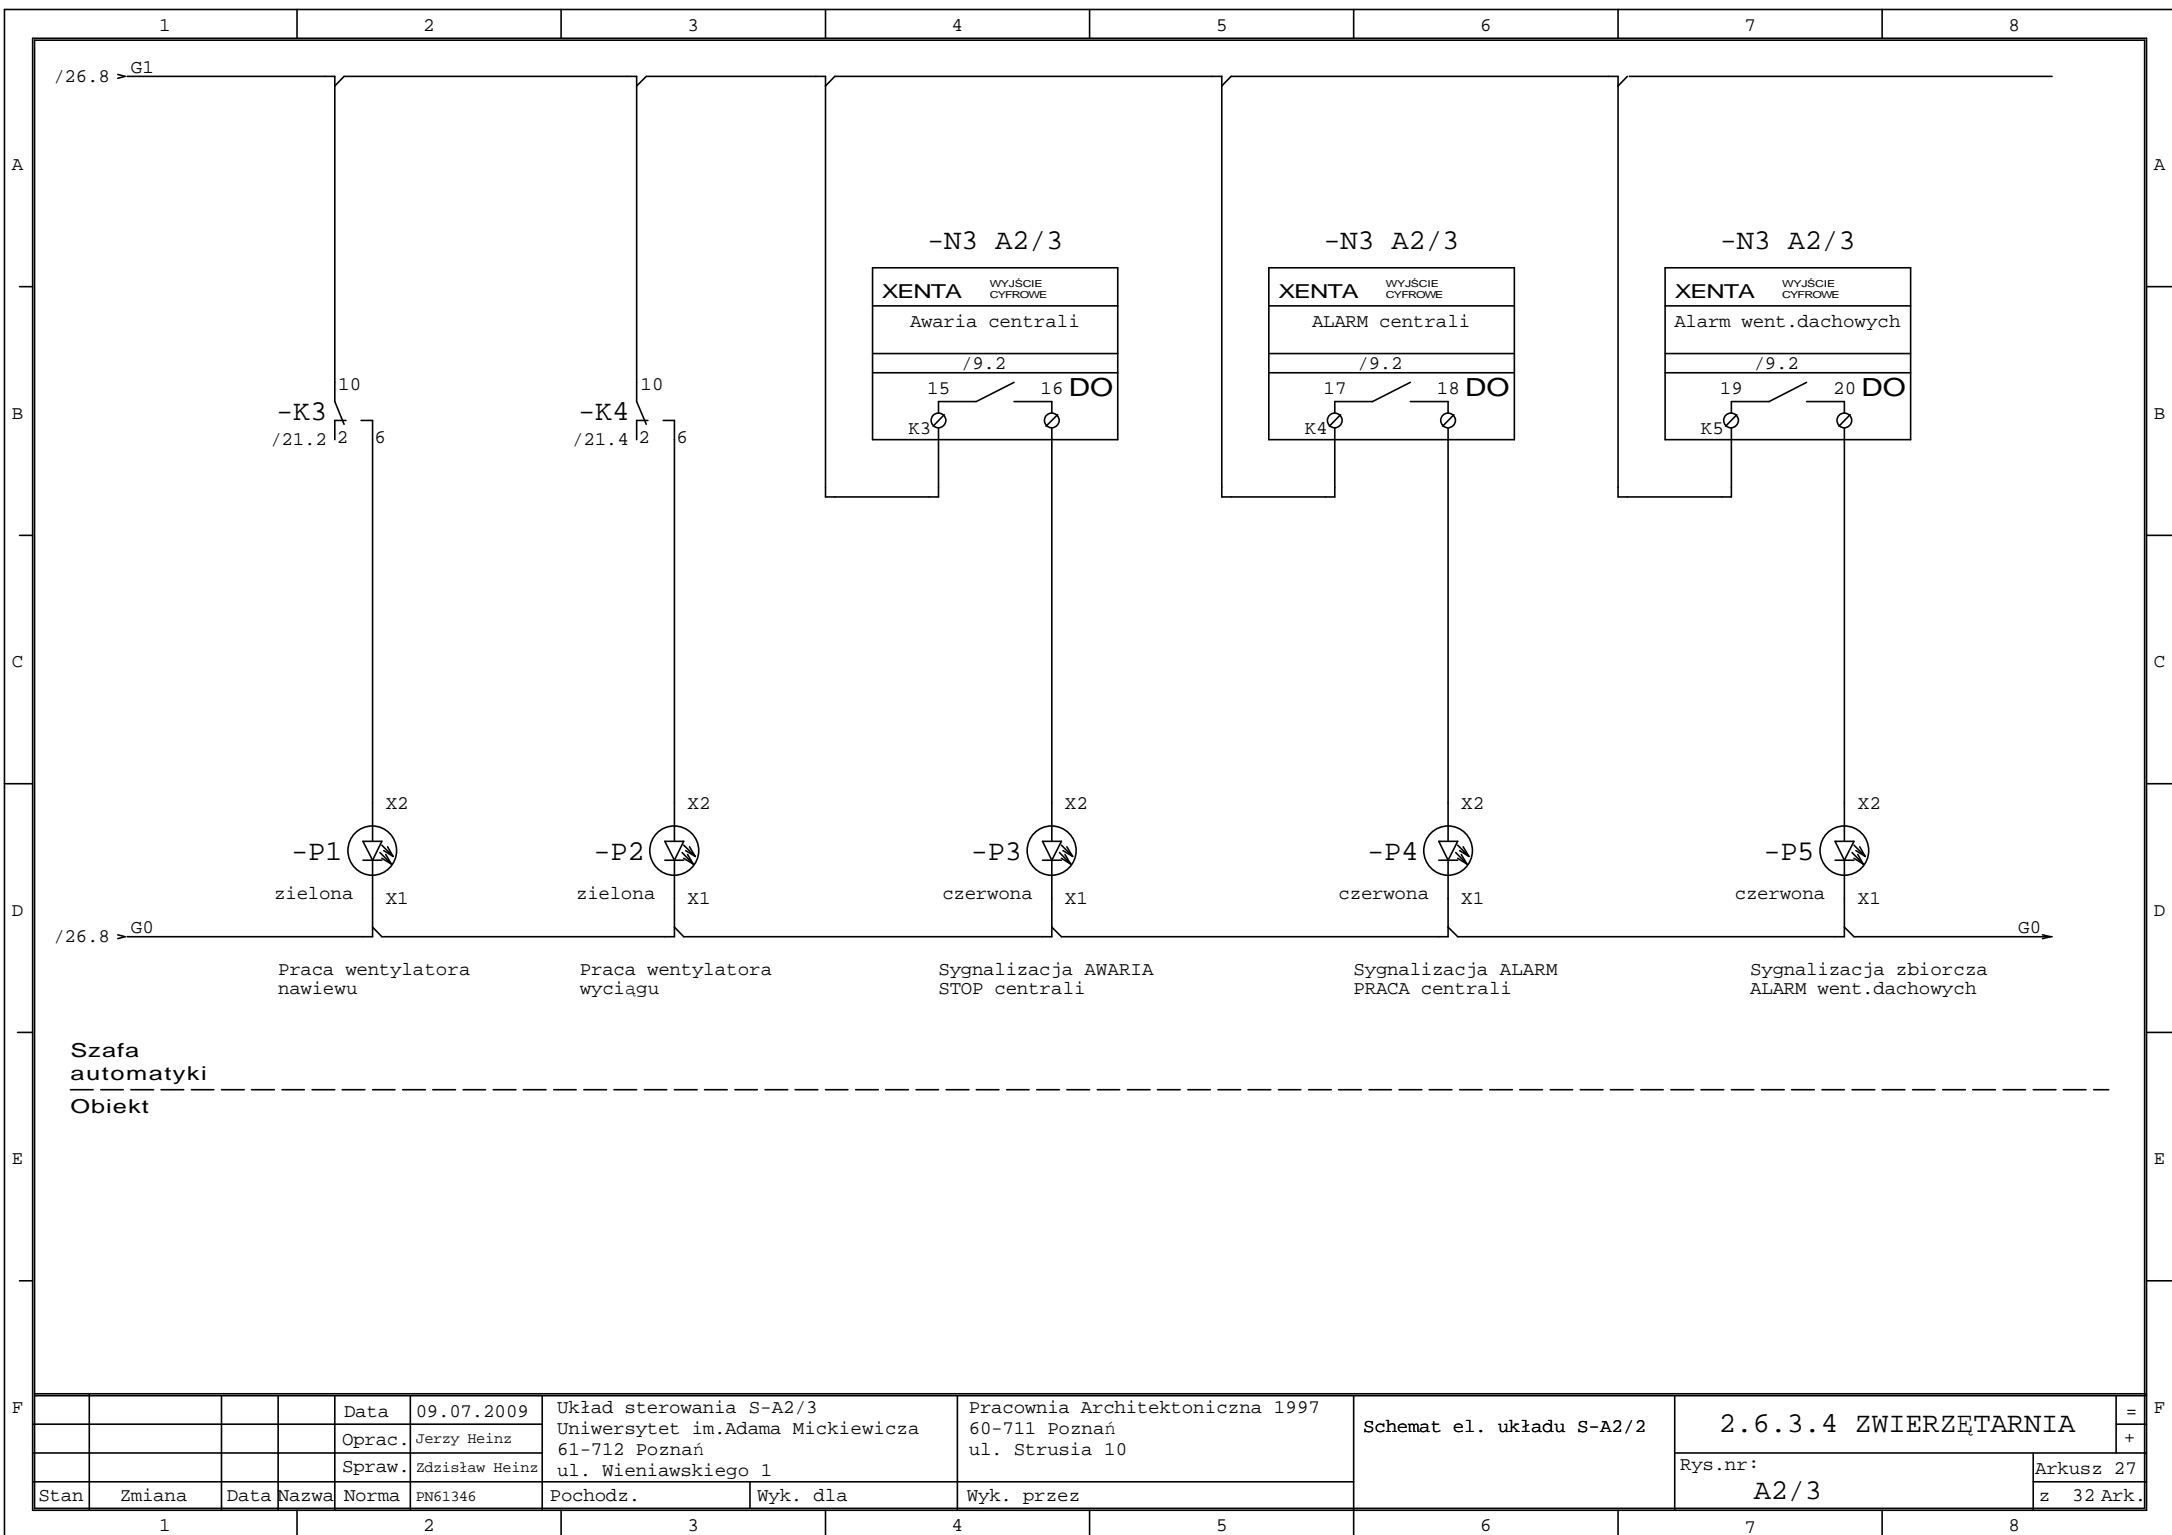 1 2 3 4 5 6 7 8
/26.8 G1
A A
-N3 A2/3 -N3 A2/3 -N3 A2/3
XENTA WYJŚCIE CYFROWE
Awaria centrali
/9.2
15 16 DO
K3
XENTA WYJŚCIE CYFROWE
ALARM centrali
/9.2
17 18 DO
K4
XENTA WYJŚCIE CYFROWE
Alarm went.dachowych
/9.2
19 20 DO
K5
10
-K3
/21.2 2 6
10
-K4
/21.4 2 6
B B
C C
X2 X2 X2 X2 X2
-P1 -P2 -P3 -P4 -P5
zielona X1 zielona X1 czerwona X1 czerwona X1 czerwona X1
D D
/26.8 G0 G0
Praca wentylatora
nawiewu
Praca wentylatora
wyciągu
Sygnalizacja AWARIA
STOP centrali
Sygnalizacja ALARM
PRACA centrali
Sygnalizacja zbiorcza
ALARM went.dachowych
Szafa
automatyki
Obiekt
E E
F F
Data 09.07.2009
Oprac. Jerzy Heinz
Spraw. Zdzisław Heinz
Stan Zmiana Data Nazwa Norma PN61346
Układ sterowania S-A2/3
Uniwersytet im.Adama Mickiewicza
61-712 Poznań
ul. Wieniawskiego 1
Pochodz. Wyk. dla
Pracownia Architektoniczna 1997
60-711 Poznań
ul. Strusia 10
Wyk. przez
Schemat el. układu S-A2/2
2.6.3.4 ZWIERZĘTARNIA
=
+
Rys.nr:
A2/3
Arkusz 27
z 32 Ark.
1 2 3 4 5 6 7 8